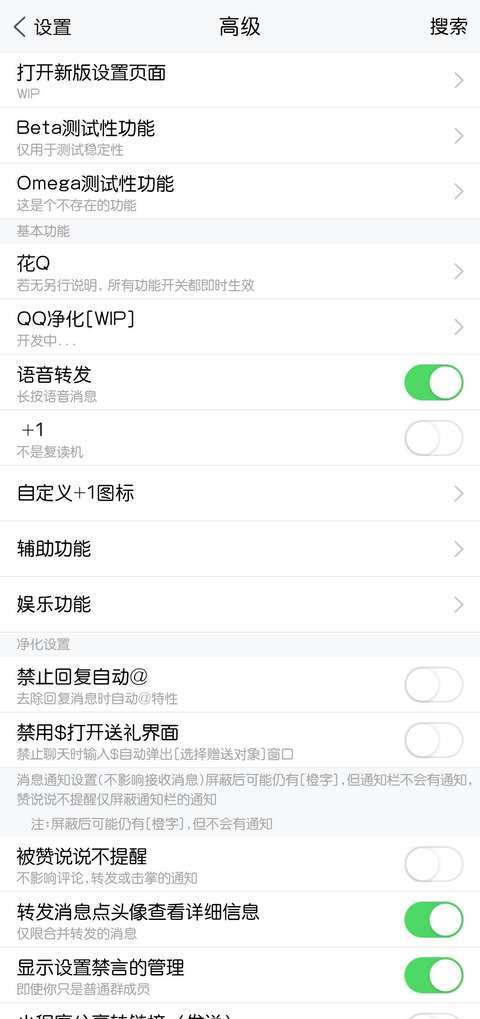 设置
高级
搜索
打开新版设置页面
WIP
Beta测试性功能
仅用于测试稳定性
Omega测试性功能
这是个不存在的功能
基本功能
花Q
若无另行说明, 所有功能开关都即时生效
QQ净化[WIP]
开发中...
语音转发
长按语音消息
+1
不是复读机
自定义+1图标
辅助功能
娱乐功能
净化设置
禁止回复自动@
去除回复消息时自动@特性
禁用$打开送礼界面
禁止聊天时输入$自动弹出[选择赠送对象]窗口
消息通知设置(不影响接收消息)屏蔽后可能仍有[橙字],但通知栏不会有通知,
赞说说不提醒仅屏蔽通知栏的通知
注:屏蔽后可能仍有[橙字],但不会有通知
被赞说说不提醒
不影响评论,转发或击掌的通知
转发消息点头像查看详细信息
仅限合并转发的消息
显示设置禁言的管理
即使你只是普通群成员